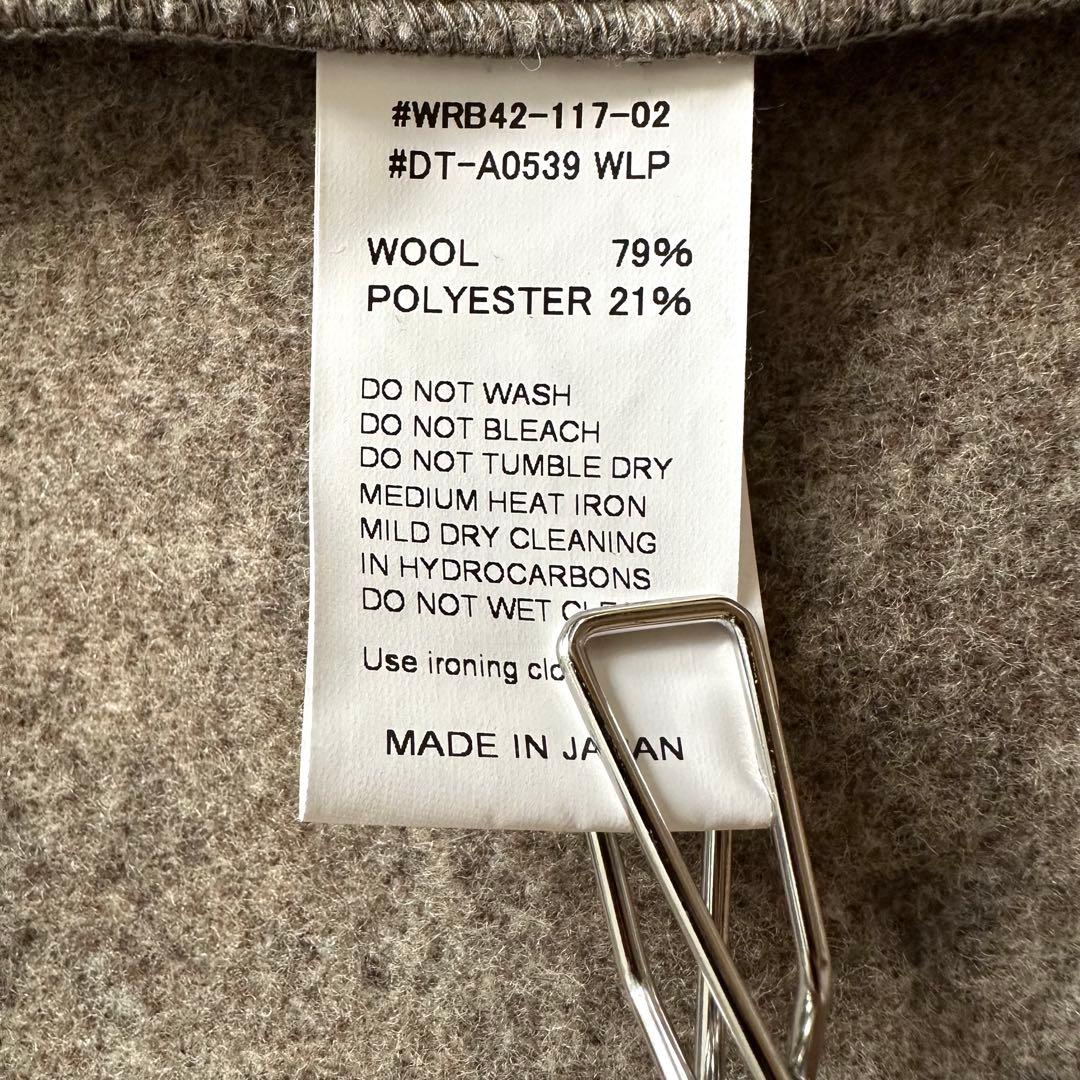 #WRB42-117-02
#DT-A0539 WLP
WOOL 79%
POLYESTER 21%
DO NOT WASH
DO NOT BLEACH
DO NOT TUMBLE DRY
MEDIUM HEAT IRON
MILD DRY CLEANING
IN HYDROCARBONS
DO NOT WET
Use ironing
MADE IN JAPAN